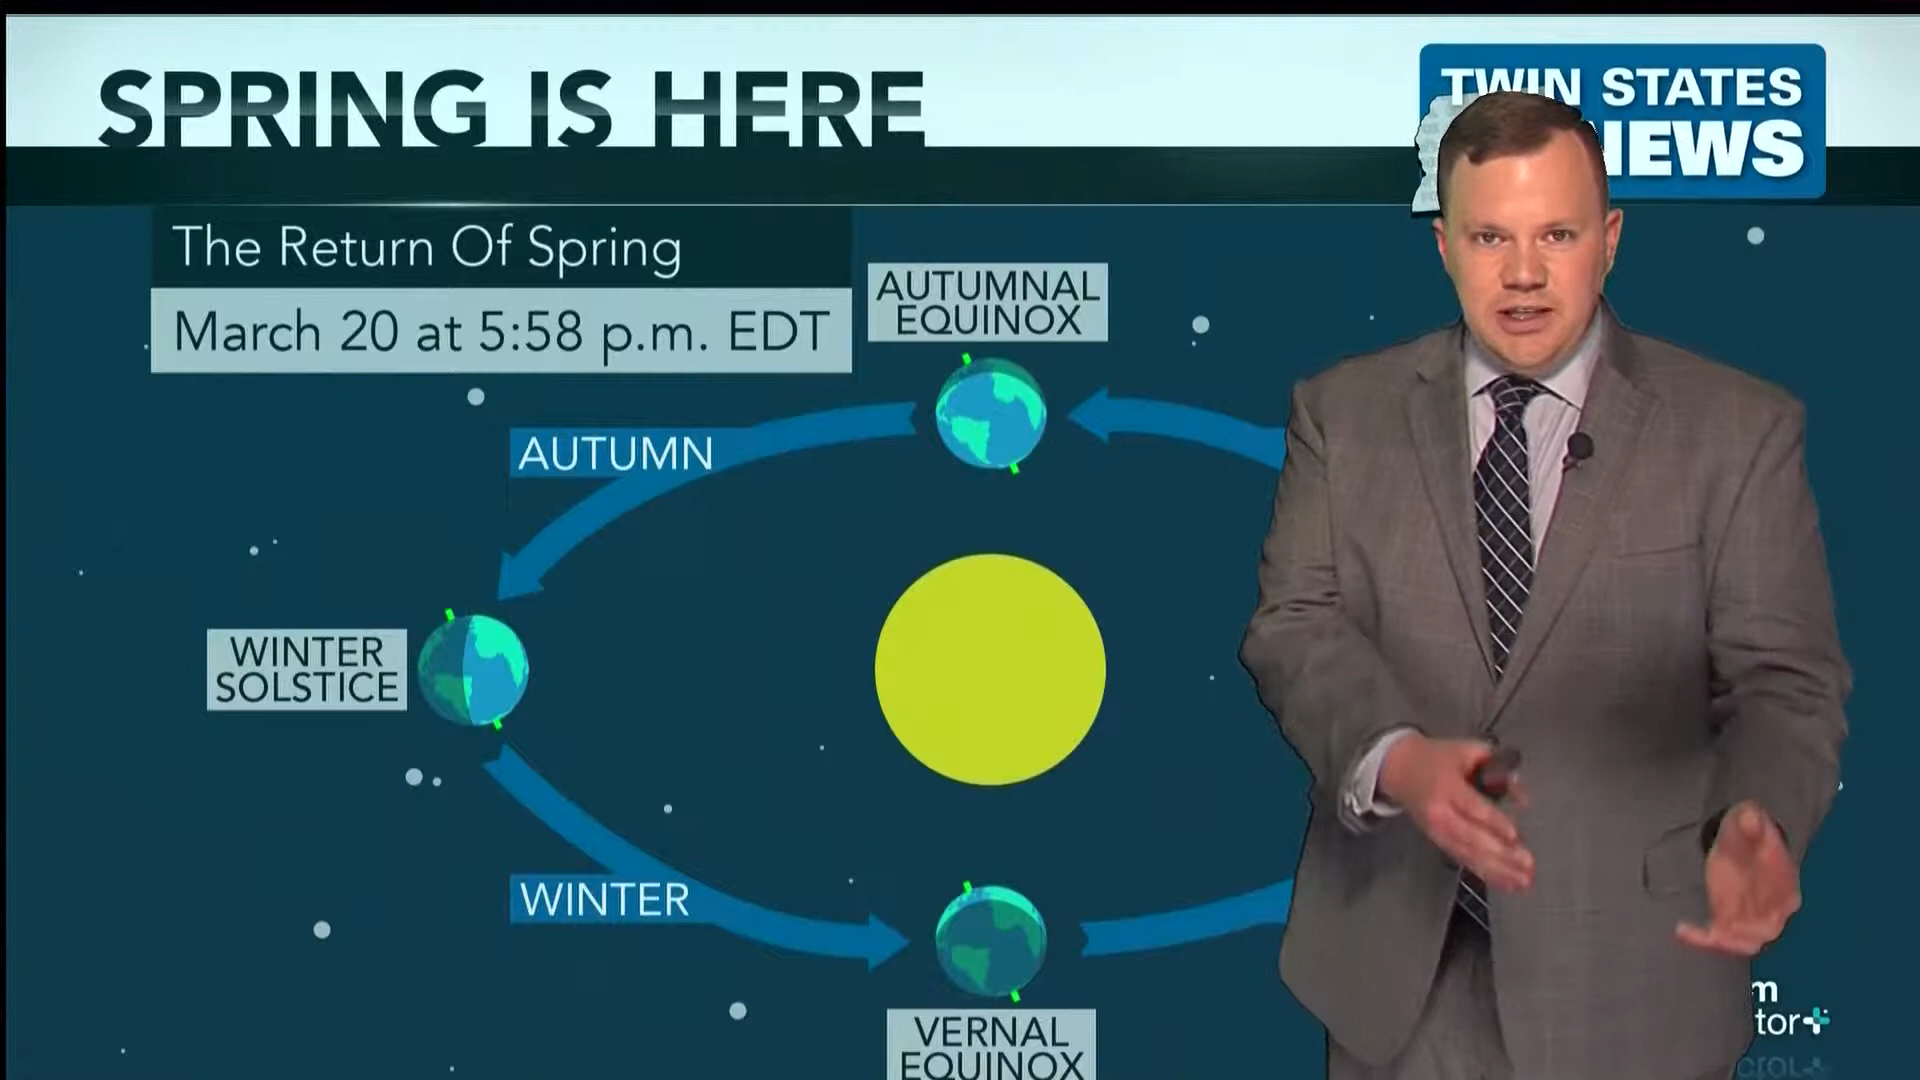 SPRING IS HERE
TWIN STATES
NEWS
The Return Of Spring
March 20 at 5:58 p.m. EDT
AUTUMNAL
EQUINOX
AUTUMN
WINTER
SOLSTICE
WINTER
VERNAL
EQUINOX